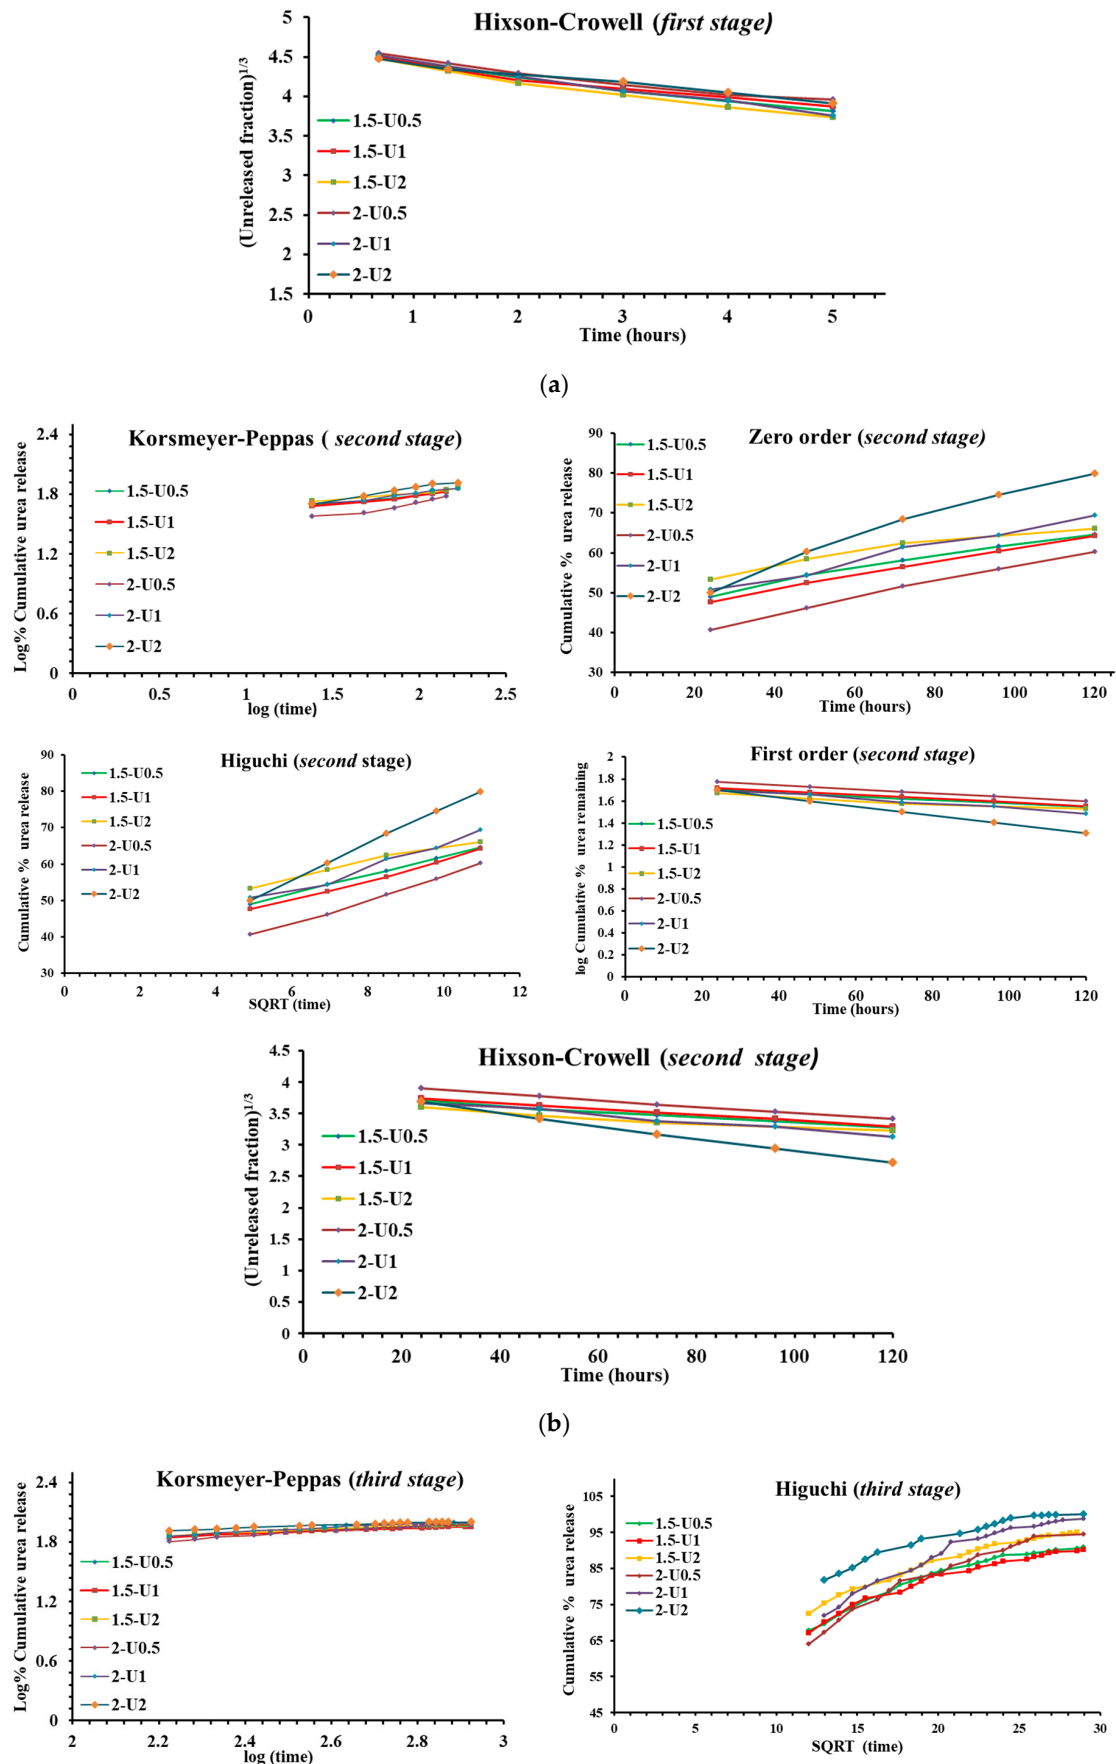 Hixson-Crowell (first stage)
(Unreleased fraction)1/3
5
4.5
4
3.5
3
2.5
2
1.5
1.5-U0.5
1.5-U1
1.5-U2
2-U0.5
2-U1
2-U2
0 1 2 3 4 5
Time (hours)
(a)
Korsmeyer-Peppas ( second stage)
Log% Cumulative urea release
2.4
1.8
1.2
0.6
0
1.5-U0.5
1.5-U1
1.5-U2
2-U0.5
2-U1
2-U2
0 0.5 1 1.5 2 2.5
log (time)
Zero order (second stage)
Cumulative % urea release
90
80
70
60
50
40
30
1.5-U0.5
1.5-U1
1.5-U2
2-U0.5
2-U1
2-U2
0 20 40 60 80 100 120
Time (hours)
Higuchi (second stage)
Cumulative % urea release
90
80
70
60
50
40
30
1.5-U0.5
1.5-U1
1.5-U2
2-U0.5
2-U1
2-U2
0 2 4 6 8 10 12
SQRT (time)
First order (second stage)
log Cumulative % urea remaining
2
1.8
1.6
1.4
1.2
1
0.8
0.6
0.4
0.2
0
1.5-U0.5
1.5-U1
1.5-U2
2-U0.5
2-U1
2-U2
0 20 40 60 80 100 120
Time (hours)
Hixson-Crowell (second stage)
(Unreleased fraction)1/3
4.5
4
3.5
3
2.5
2
1.5
1
0.5
0
1.5-U0.5
1.5-U1
1.5-U2
2-U0.5
2-U1
2-U2
0 20 40 60 80 100 120
Time (hours)
(b)
Korsmeyer-Peppas (third stage)
Log% Cumulative urea release
2.4
1.8
1.2
0.6
0
1.5-U0.5
1.5-U1
1.5-U2
2-U0.5
2-U1
2-U2
2 2.2 2.4 2.6 2.8 3
log (time)
Higuchi (third stage)
Cumulative % urea release
105
95
85
75
65
55
45
1.5-U0.5
1.5-U1
1.5-U2
2-U0.5
2-U1
2-U2
0 5 10 15 20 25 30
SQRT (time)